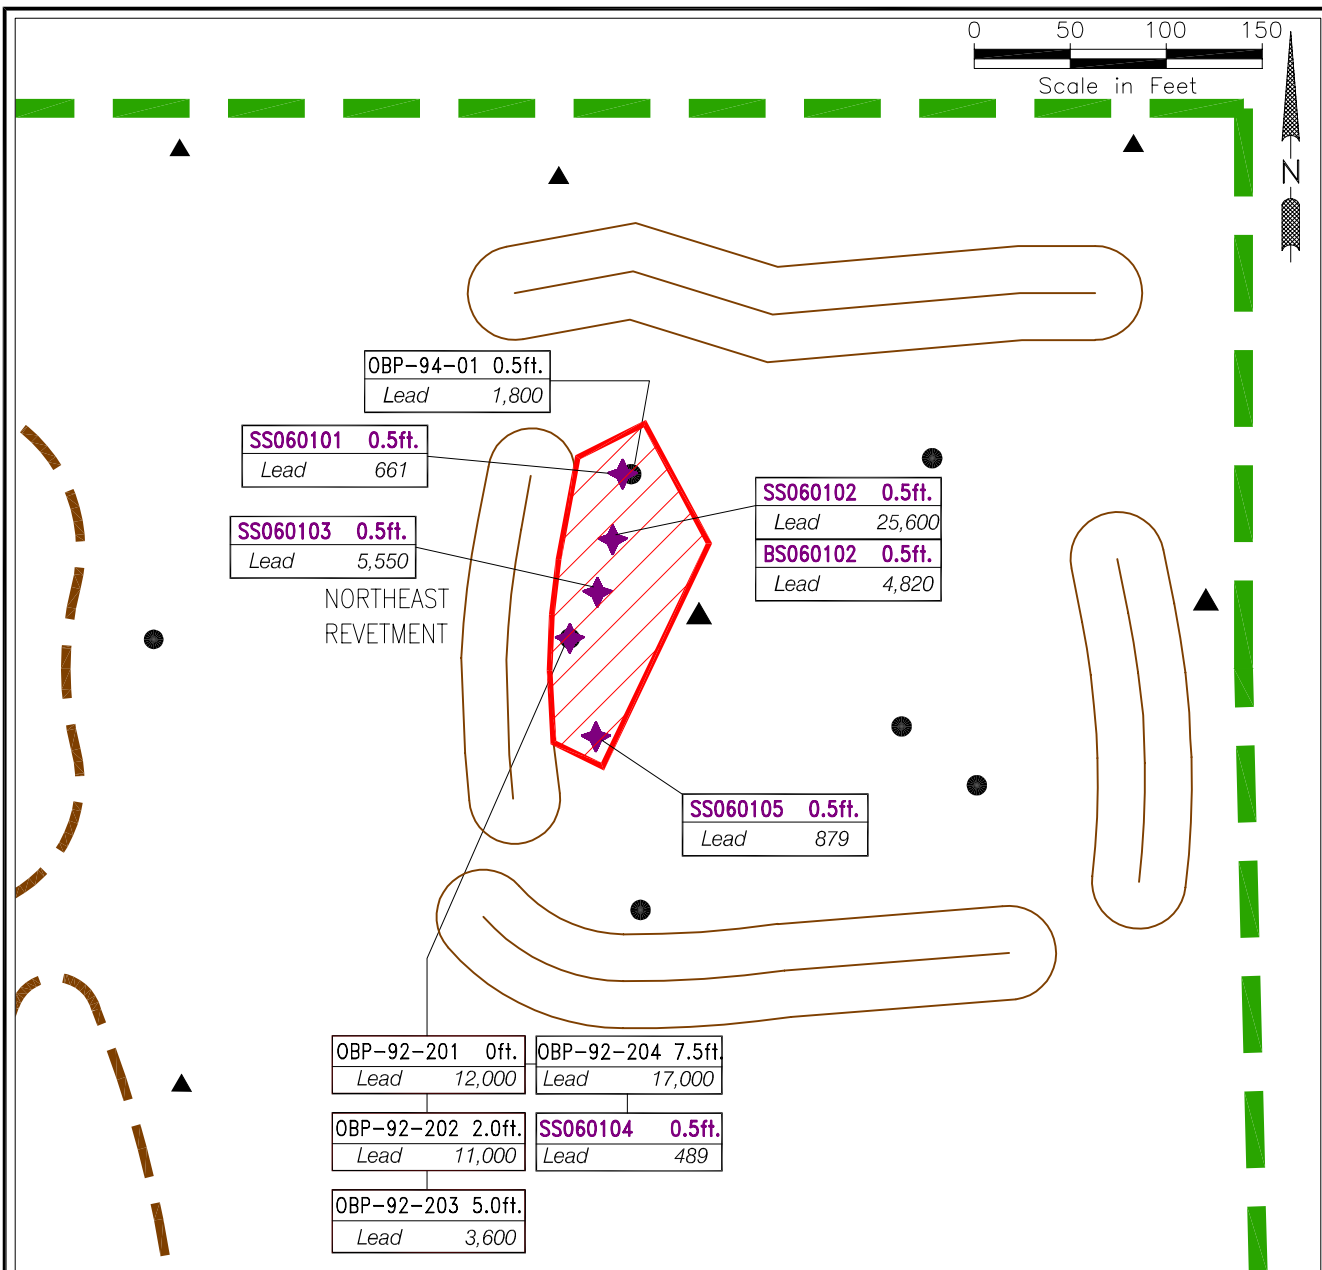 0 50 100 150
Scale in Feet
N
OBP-94-01 0.5ft.
Lead 1,800
SS060101 0.5ft.
Lead 661
SS060102 0.5ft.
Lead 25,600
BS060102 0.5ft.
Lead 4,820
SS060103 0.5ft.
Lead 5,550
NORTHEAST
REVETMENT
SS060105 0.5ft.
Lead 879
OBP-92-201 0ft.
Lead 12,000
OBP-92-204 7.5ft.
Lead 17,000
OBP-92-202 2.0ft.
Lead 11,000
SS060104 0.5ft.
Lead 489
OBP-92-203 5.0ft.
Lead 3,600